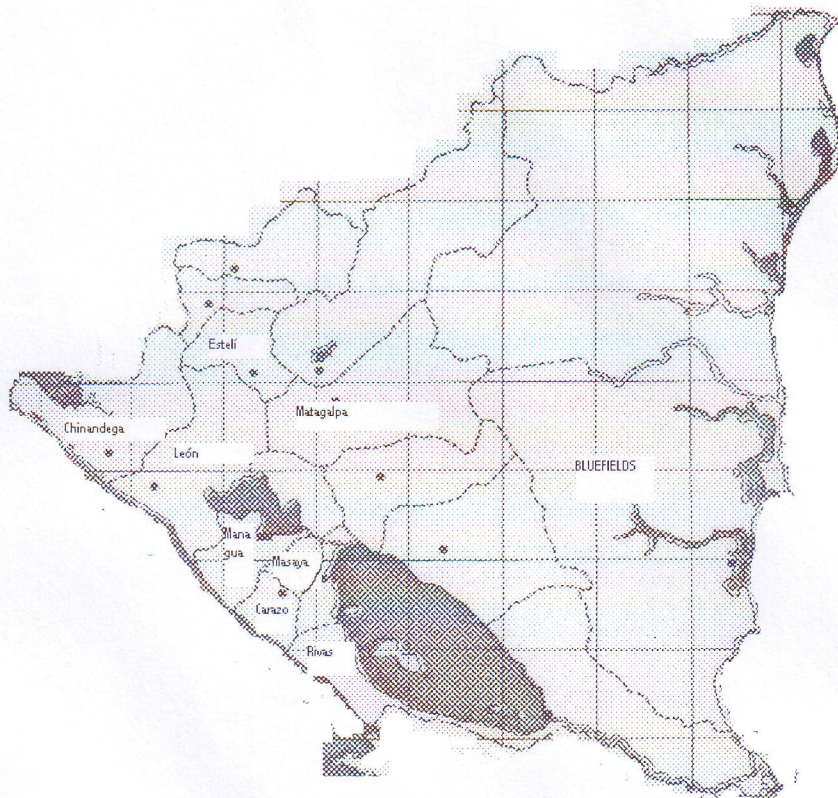 Estelí
Matagalpa
Chinandega
León
BLUEFIELDS
Mana
gua
Masaya
Carazo
Rivas